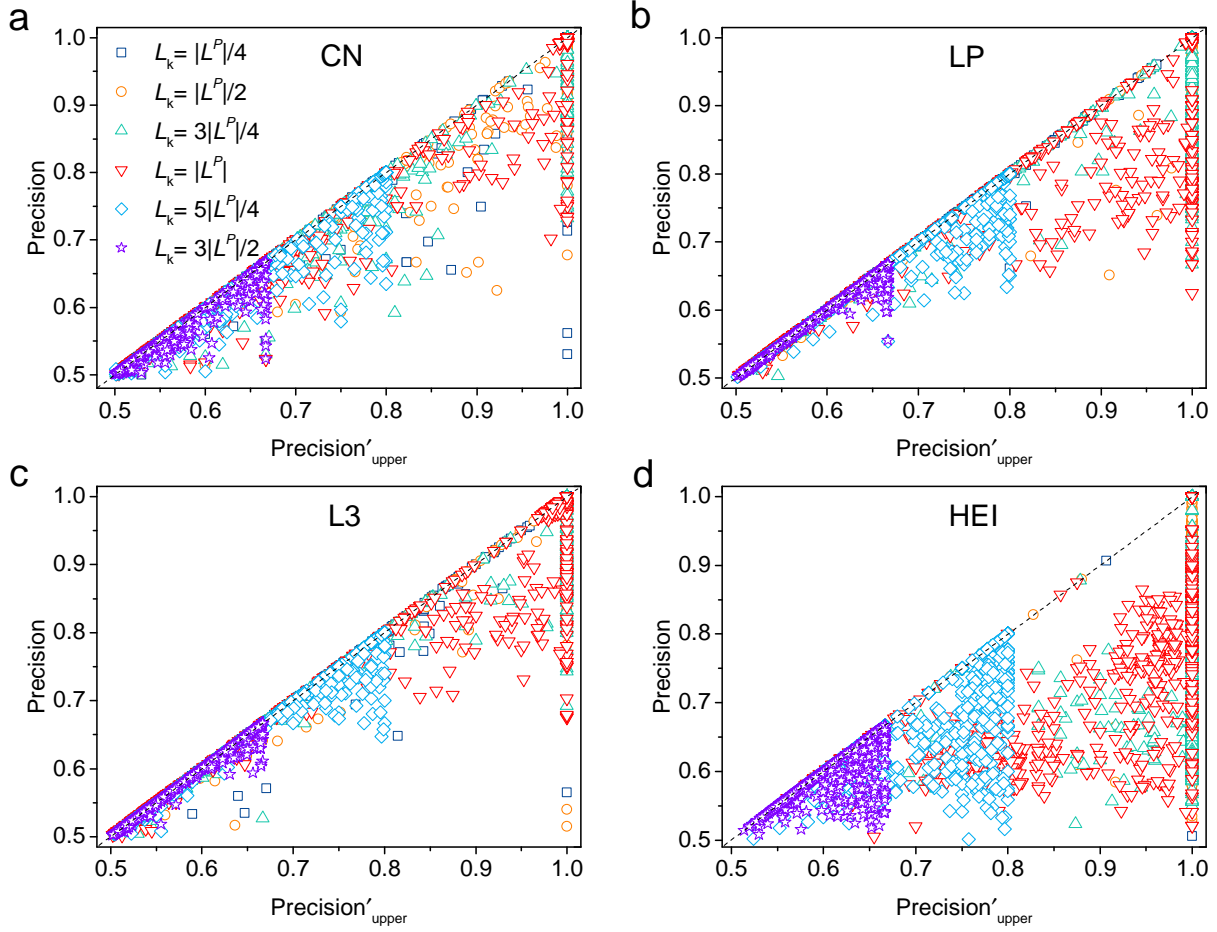 a
CN
L_k = |L^P|/4
L_k = |L^P|/2
L_k = 3|L^P|/4
L_k = |L^P|
L_k = 5|L^P|/4
L_k = 3|L^P|/2
1.0
0.9
0.8
0.7
0.6
0.5
Precision
0.5 0.6 0.7 0.8 0.9 1.0
Precision′_upper
b
LP
1.0
0.9
0.8
0.7
0.6
0.5
Precision
0.5 0.6 0.7 0.8 0.9 1.0
Precision′_upper
c
L3
1.0
0.9
0.8
0.7
0.6
0.5
Precision
0.5 0.6 0.7 0.8 0.9 1.0
Precision′_upper
d
HEI
1.0
0.9
0.8
0.7
0.6
0.5
Precision
0.5 0.6 0.7 0.8 0.9 1.0
Precision′_upper